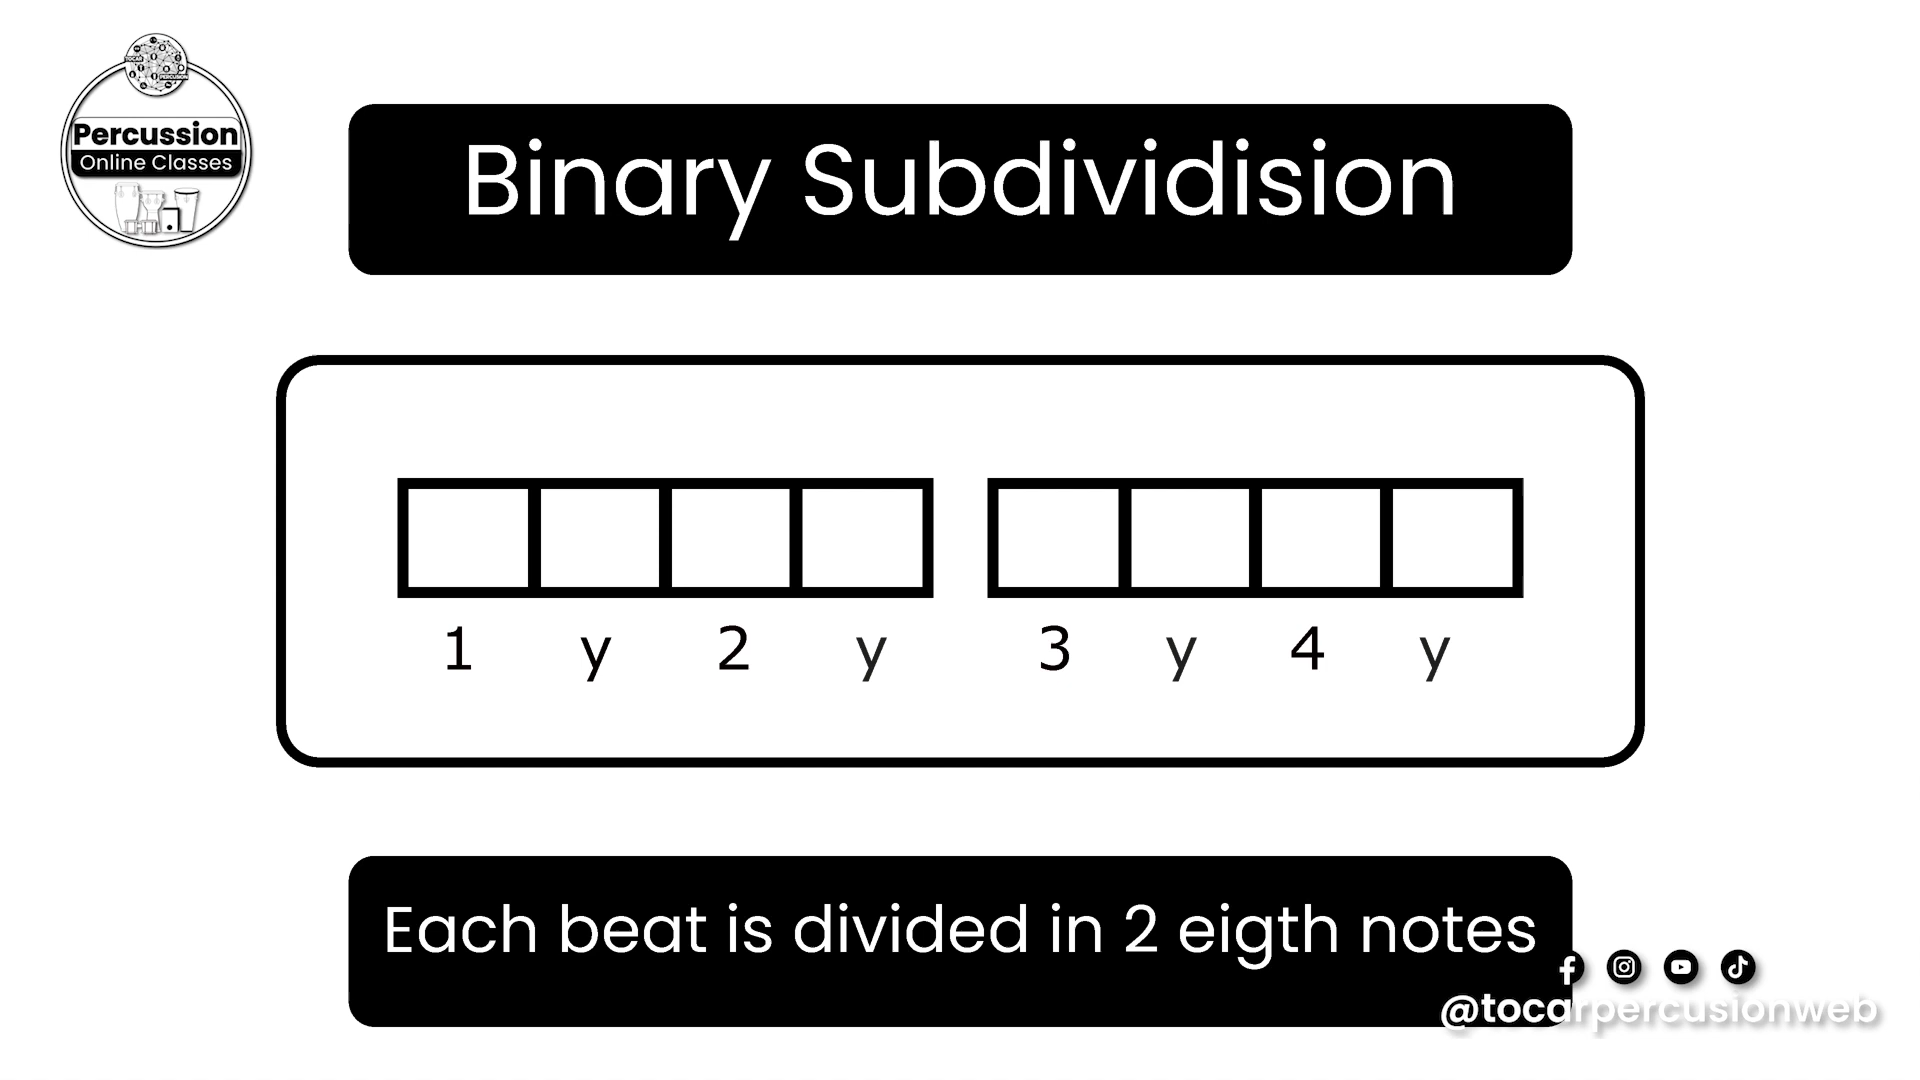 Percussion
Online Classes
Binary Subdividision
1 y 2 y 3 y 4 y
Each beat is divided in 2 eigth notes
@tocarpercusionweb